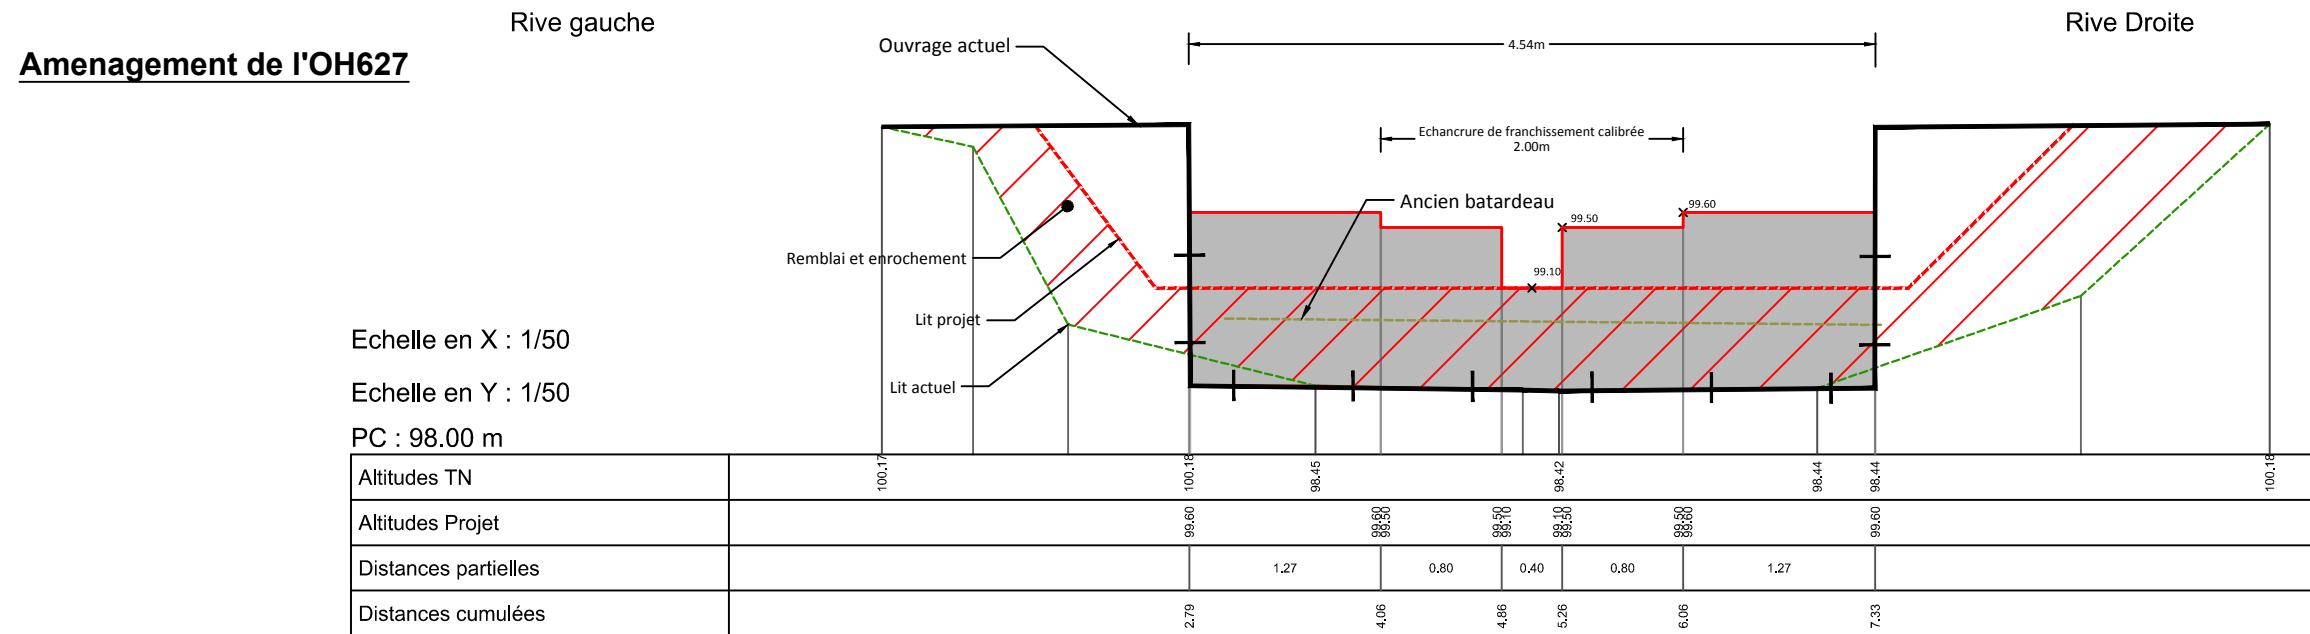 Rive gauche
Rive Droite
Amenagement de l'OH627
Ouvrage actuel
4.54m
Echancrure de franchissement calibrée
2.00m
Ancien batardeau
99.60
99.50
99.10
Remblai et enrochement
Lit projet
Lit actuel
Echelle en X : 1/50
Echelle en Y : 1/50
PC : 98.00 m
Altitudes TN 100.17 100.18 98.45 98.42 98.44 98.44 100.18
Altitudes Projet 99.60 99.60 99.50 99.50 99.10 99.10 99.50 99.50 99.60 99.60
Distances partielles 1.27 0.80 0.40 0.80 1.27
Distances cumulées 2.79 4.06 4.86 5.26 6.06 7.33